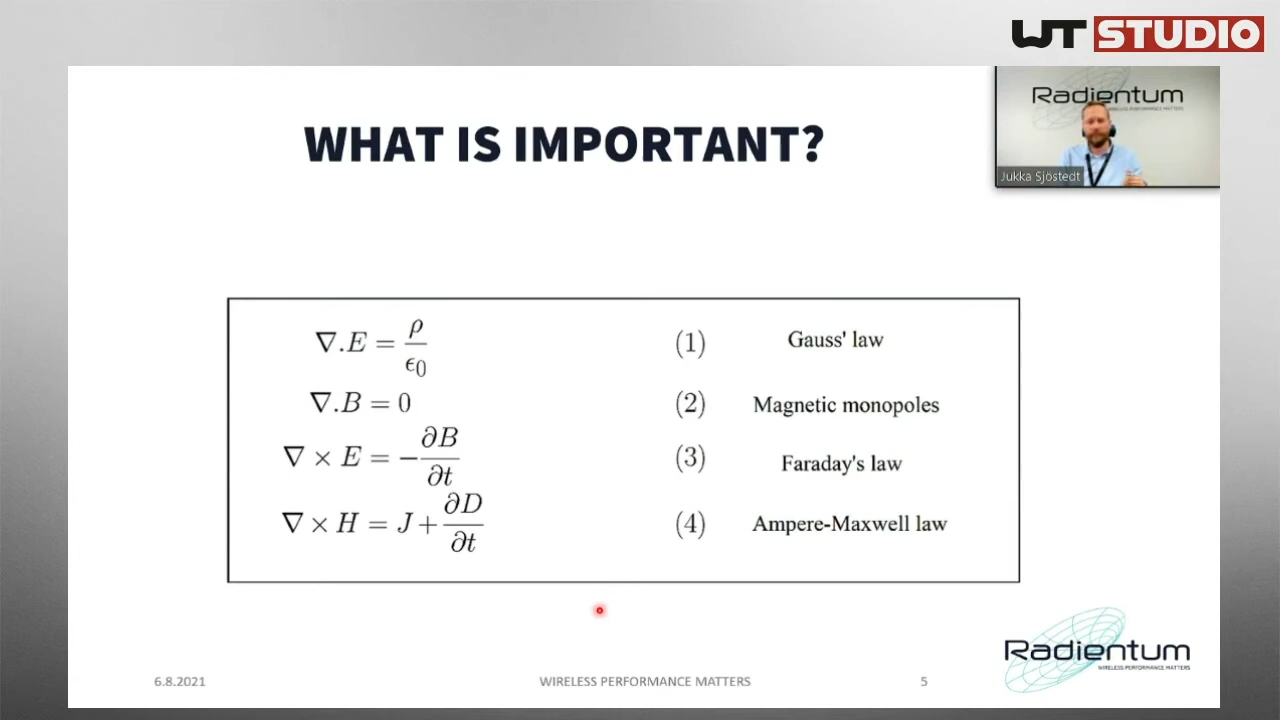 WT STUDIO
WHAT IS IMPORTANT?
Radientum
WIRELESS PERFORMANCE MATTERS
Jukka Sjöstedt
∇.E = ρ/ϵ₀ (1) Gauss' law
∇.B = 0 (2) Magnetic monopoles
∇ × E = −∂B/∂t (3) Faraday's law
∇ × H = J + ∂D/∂t (4) Ampere-Maxwell law
Radientum
WIRELESS PERFORMANCE MATTERS
6.8.2021 WIRELESS PERFORMANCE MATTERS 5